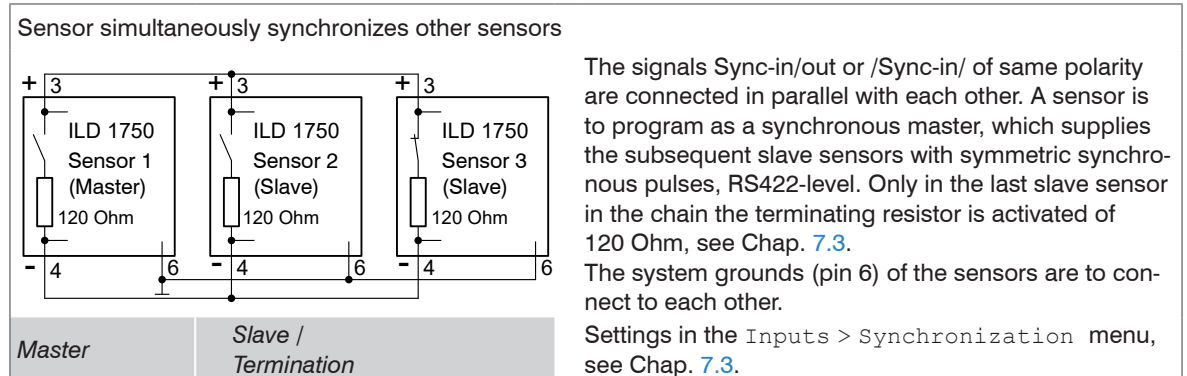 Sensor simultaneously synchronizes other sensors
+ 3 + 3 + 3
ILD 1750 ILD 1750 ILD 1750
Sensor 1 Sensor 2 Sensor 3
(Master) (Slave) (Slave)
120 Ohm 120 Ohm 120 Ohm
- 4 6 - 4 6 - 4 6
Master Slave /
Termination
The signals Sync-in/out or /Sync-in/ of same polarity
are connected in parallel with each other. A sensor is
to program as a synchronous master, which supplies
the subsequent slave sensors with symmetric synchro-
nous pulses, RS422-level. Only in the last slave sensor
in the chain the terminating resistor is activated of
120 Ohm, see Chap. 7.3.
The system grounds (pin 6) of the sensors are to con-
nect to each other.
Settings in the Inputs > Synchronization menu,
see Chap. 7.3.